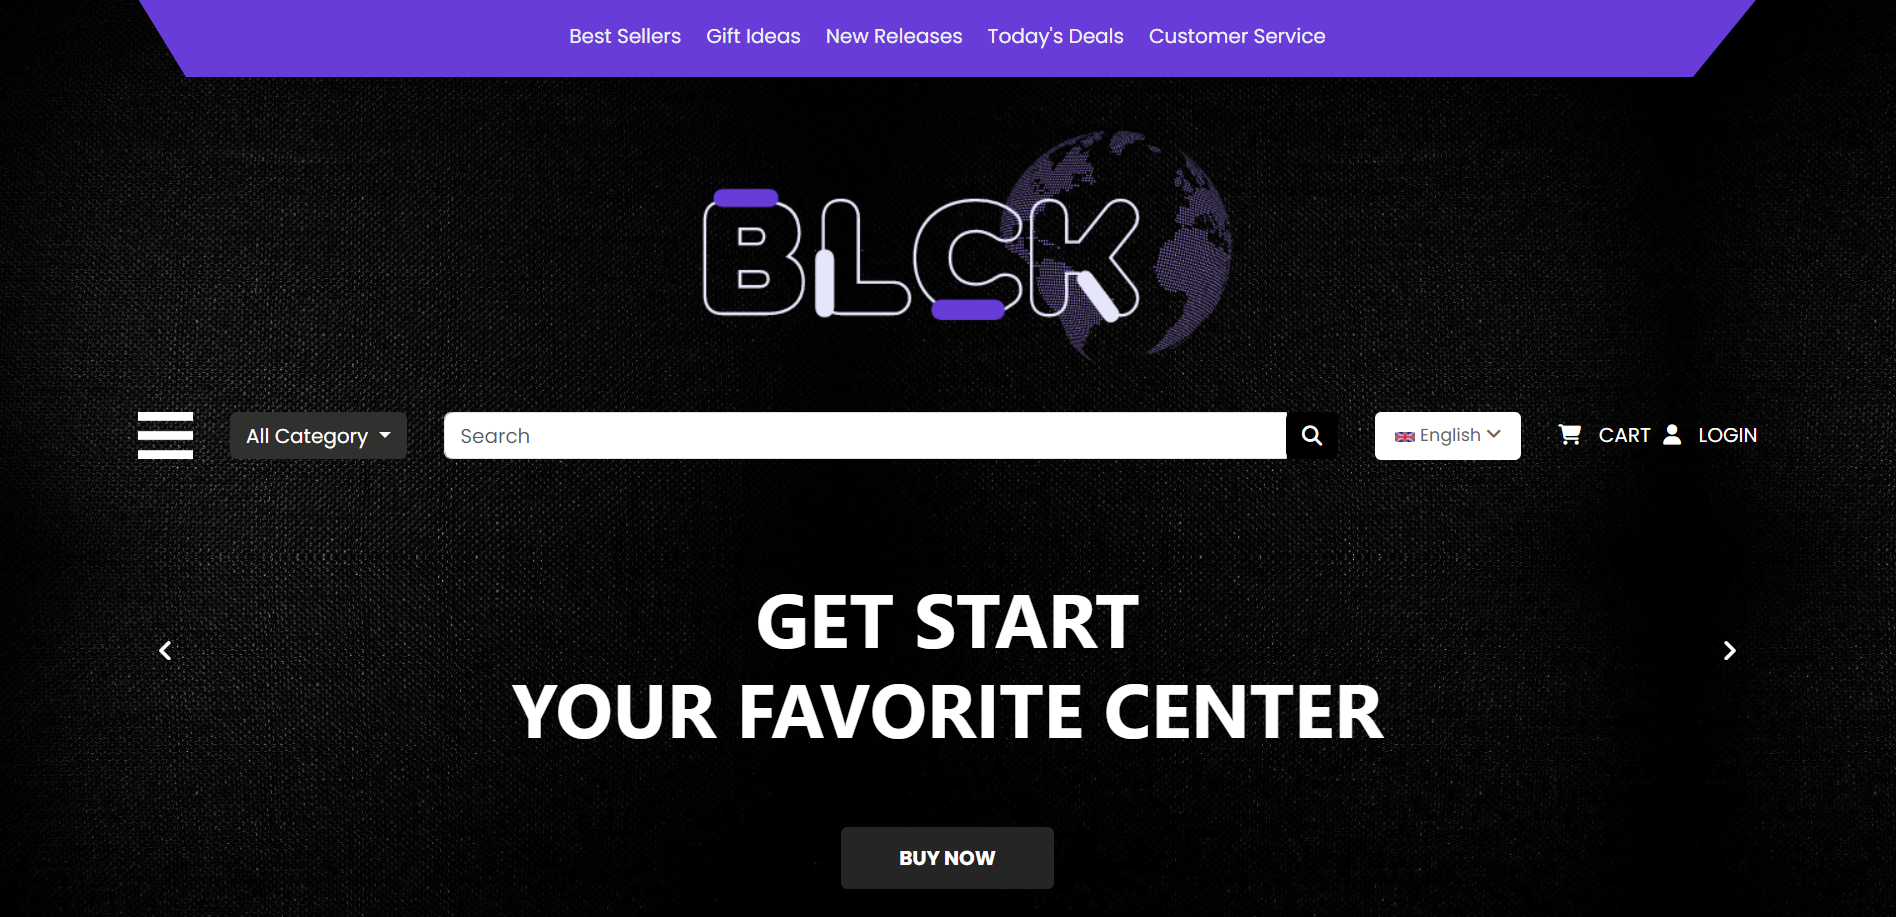 Best Sellers Gift Ideas New Releases Today's Deals Customer Service
BLCK
All Category Search English CART LOGIN
GET START
YOUR FAVORITE CENTER
BUY NOW